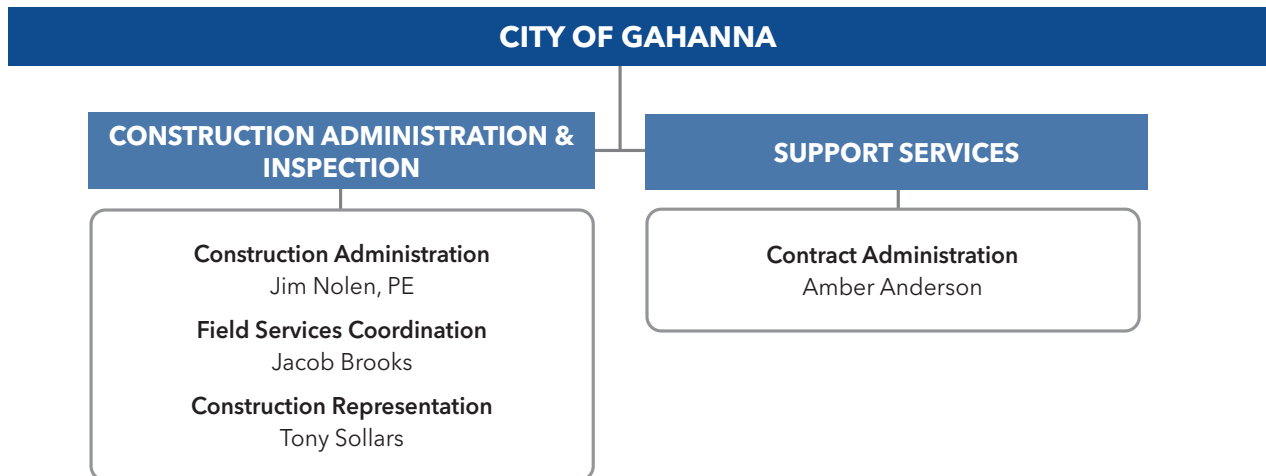 CITY OF GAHANNA
CONSTRUCTION ADMINISTRATION &
INSPECTION
Construction Administration
Jim Nolen, PE
Field Services Coordination
Jacob Brooks
Construction Representation
Tony Sollars
SUPPORT SERVICES
Contract Administration
Amber Anderson